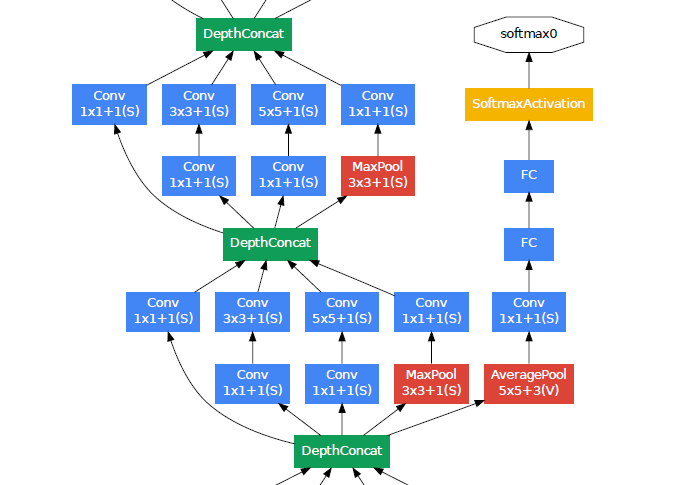 softmax0
DepthConcat
Conv
1x1+1(S)
Conv
3x3+1(S)
Conv
5x5+1(S)
Conv
1x1+1(S)
SoftmaxActivation
Conv
1x1+1(S)
Conv
1x1+1(S)
MaxPool
3x3+1(S)
FC
DepthConcat
FC
Conv
1x1+1(S)
Conv
3x3+1(S)
Conv
5x5+1(S)
Conv
1x1+1(S)
Conv
1x1+1(S)
Conv
1x1+1(S)
Conv
1x1+1(S)
MaxPool
3x3+1(S)
AveragePool
5x5+3(V)
DepthConcat